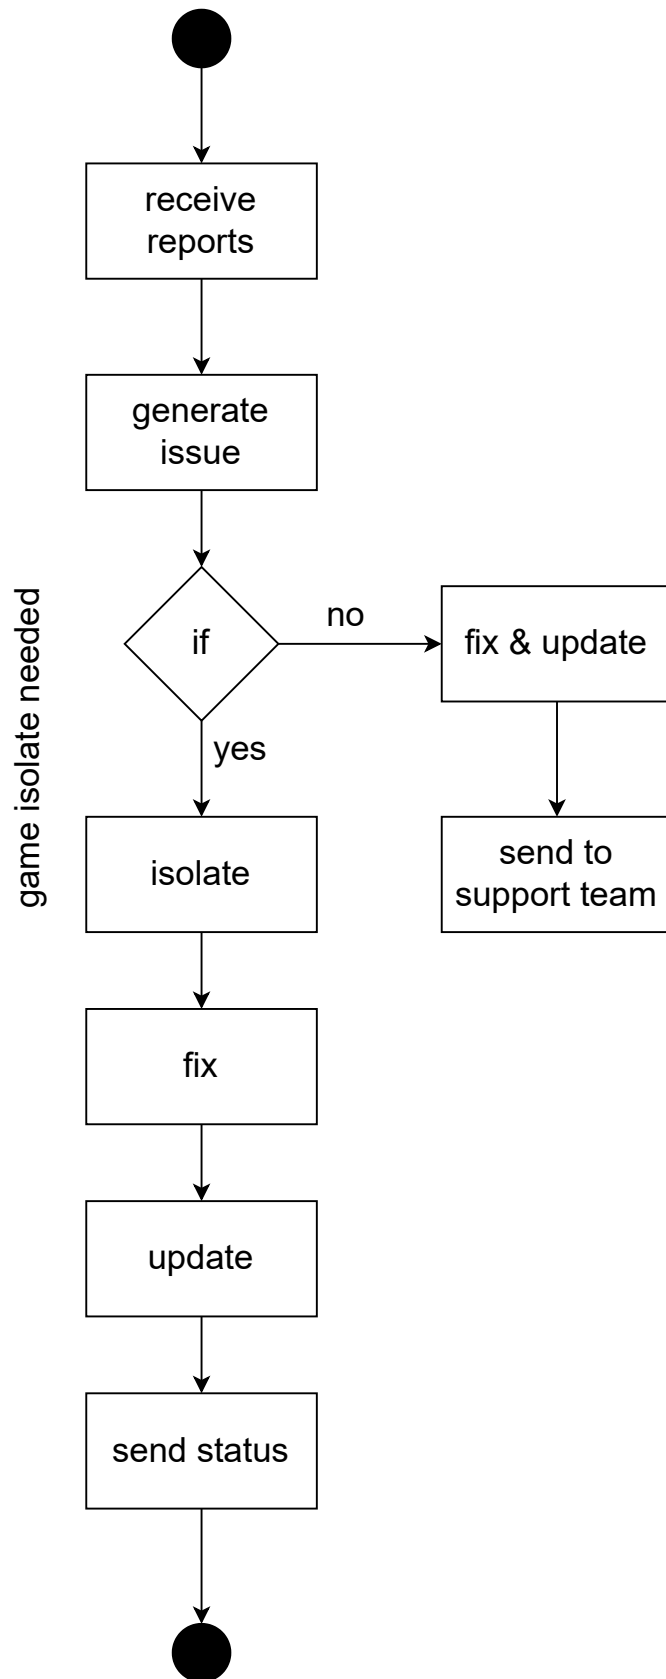 receive
reports
generate
issue
if
no
fix & update
yes
game isolate needed
isolate
send to
support team
fix
update
send status